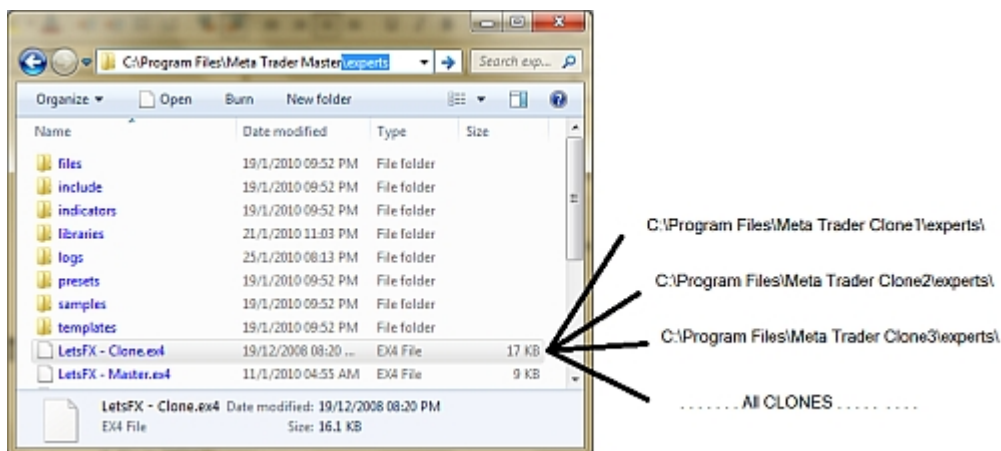 C:\Program Files\Meta Trader Master\experts
Search exp...
Organize Open Burn New folder
Name Date modified Type Size
files 19/1/2010 09:52 PM File folder
include 19/1/2010 09:52 PM File folder
indicators 19/1/2010 09:52 PM File folder
libraries 21/1/2010 11:03 PM File folder
logs 25/1/2010 08:13 PM File folder
presets 19/1/2010 09:52 PM File folder
samples 19/1/2010 09:52 PM File folder
templates 19/1/2010 09:52 PM File folder
LetsFX - Clone.ex4 19/12/2008 08:20 ... EX4 File 17 KB
LetsFX - Master.ex4 11/1/2010 04:55 AM EX4 File 9 KB
LetsFX - Clone.ex4 Date modified: 19/12/2008 08:20 PM
EX4 File Size: 16.1 KB
C:\Program Files\Meta Trader Clone1\experts\
C:\Program Files\Meta Trader Clone2\experts\
C:\Program Files\Meta Trader Clone3\experts\
. . . . . . . All CLONES . . . . . . . . .